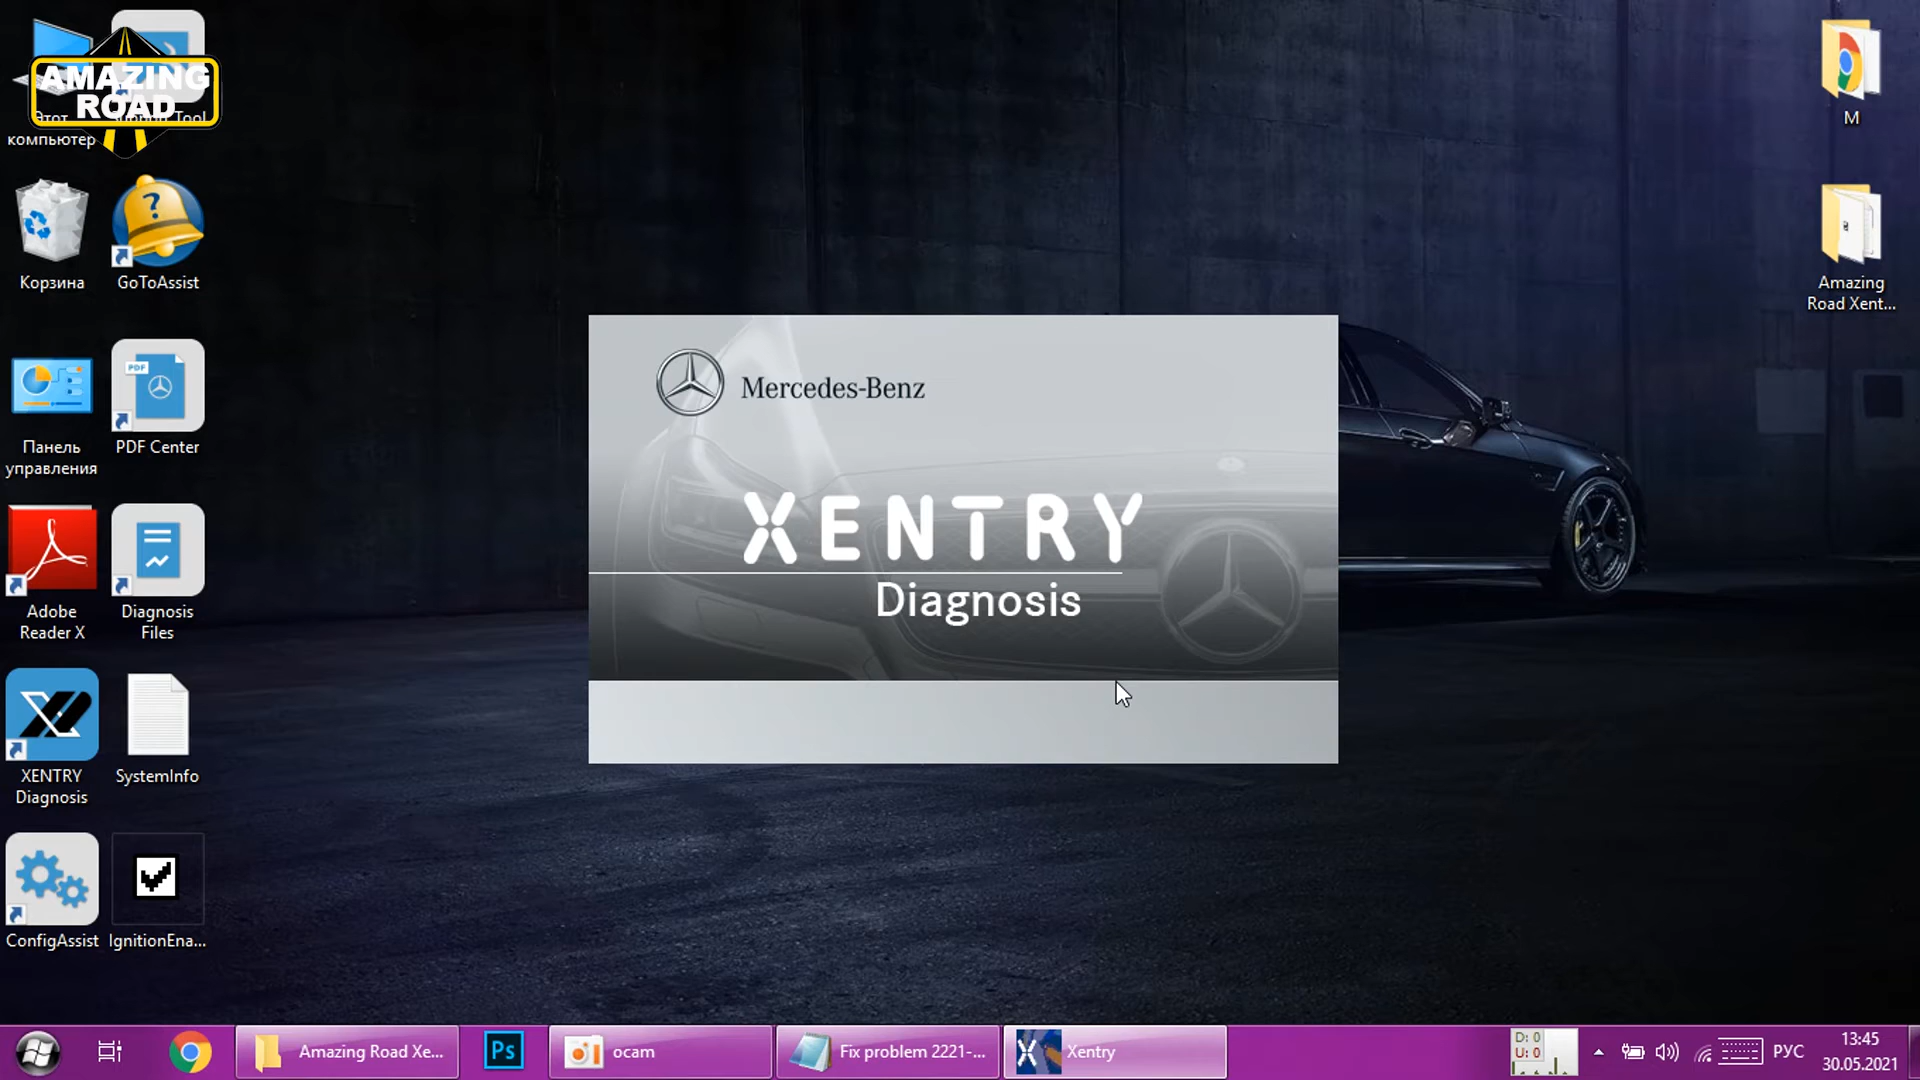 AMAZING
ROAD
Этот
компьютер
Tool
Корзина
GoToAssist
Панель
управления
PDF
PDF Center
Adobe
Reader X
Diagnosis
Files
XENTRY
Diagnosis
SystemInfo
ConfigAssist
IgnitionEna...
Mercedes-Benz
XENTRY
Diagnosis
M
Amazing
Road Xent...
Amazing Road Xe...
Ps
ocam
Fix problem 2221-...
Xentry
D: 0
U: 0
РУС
13:45
30.05.2021